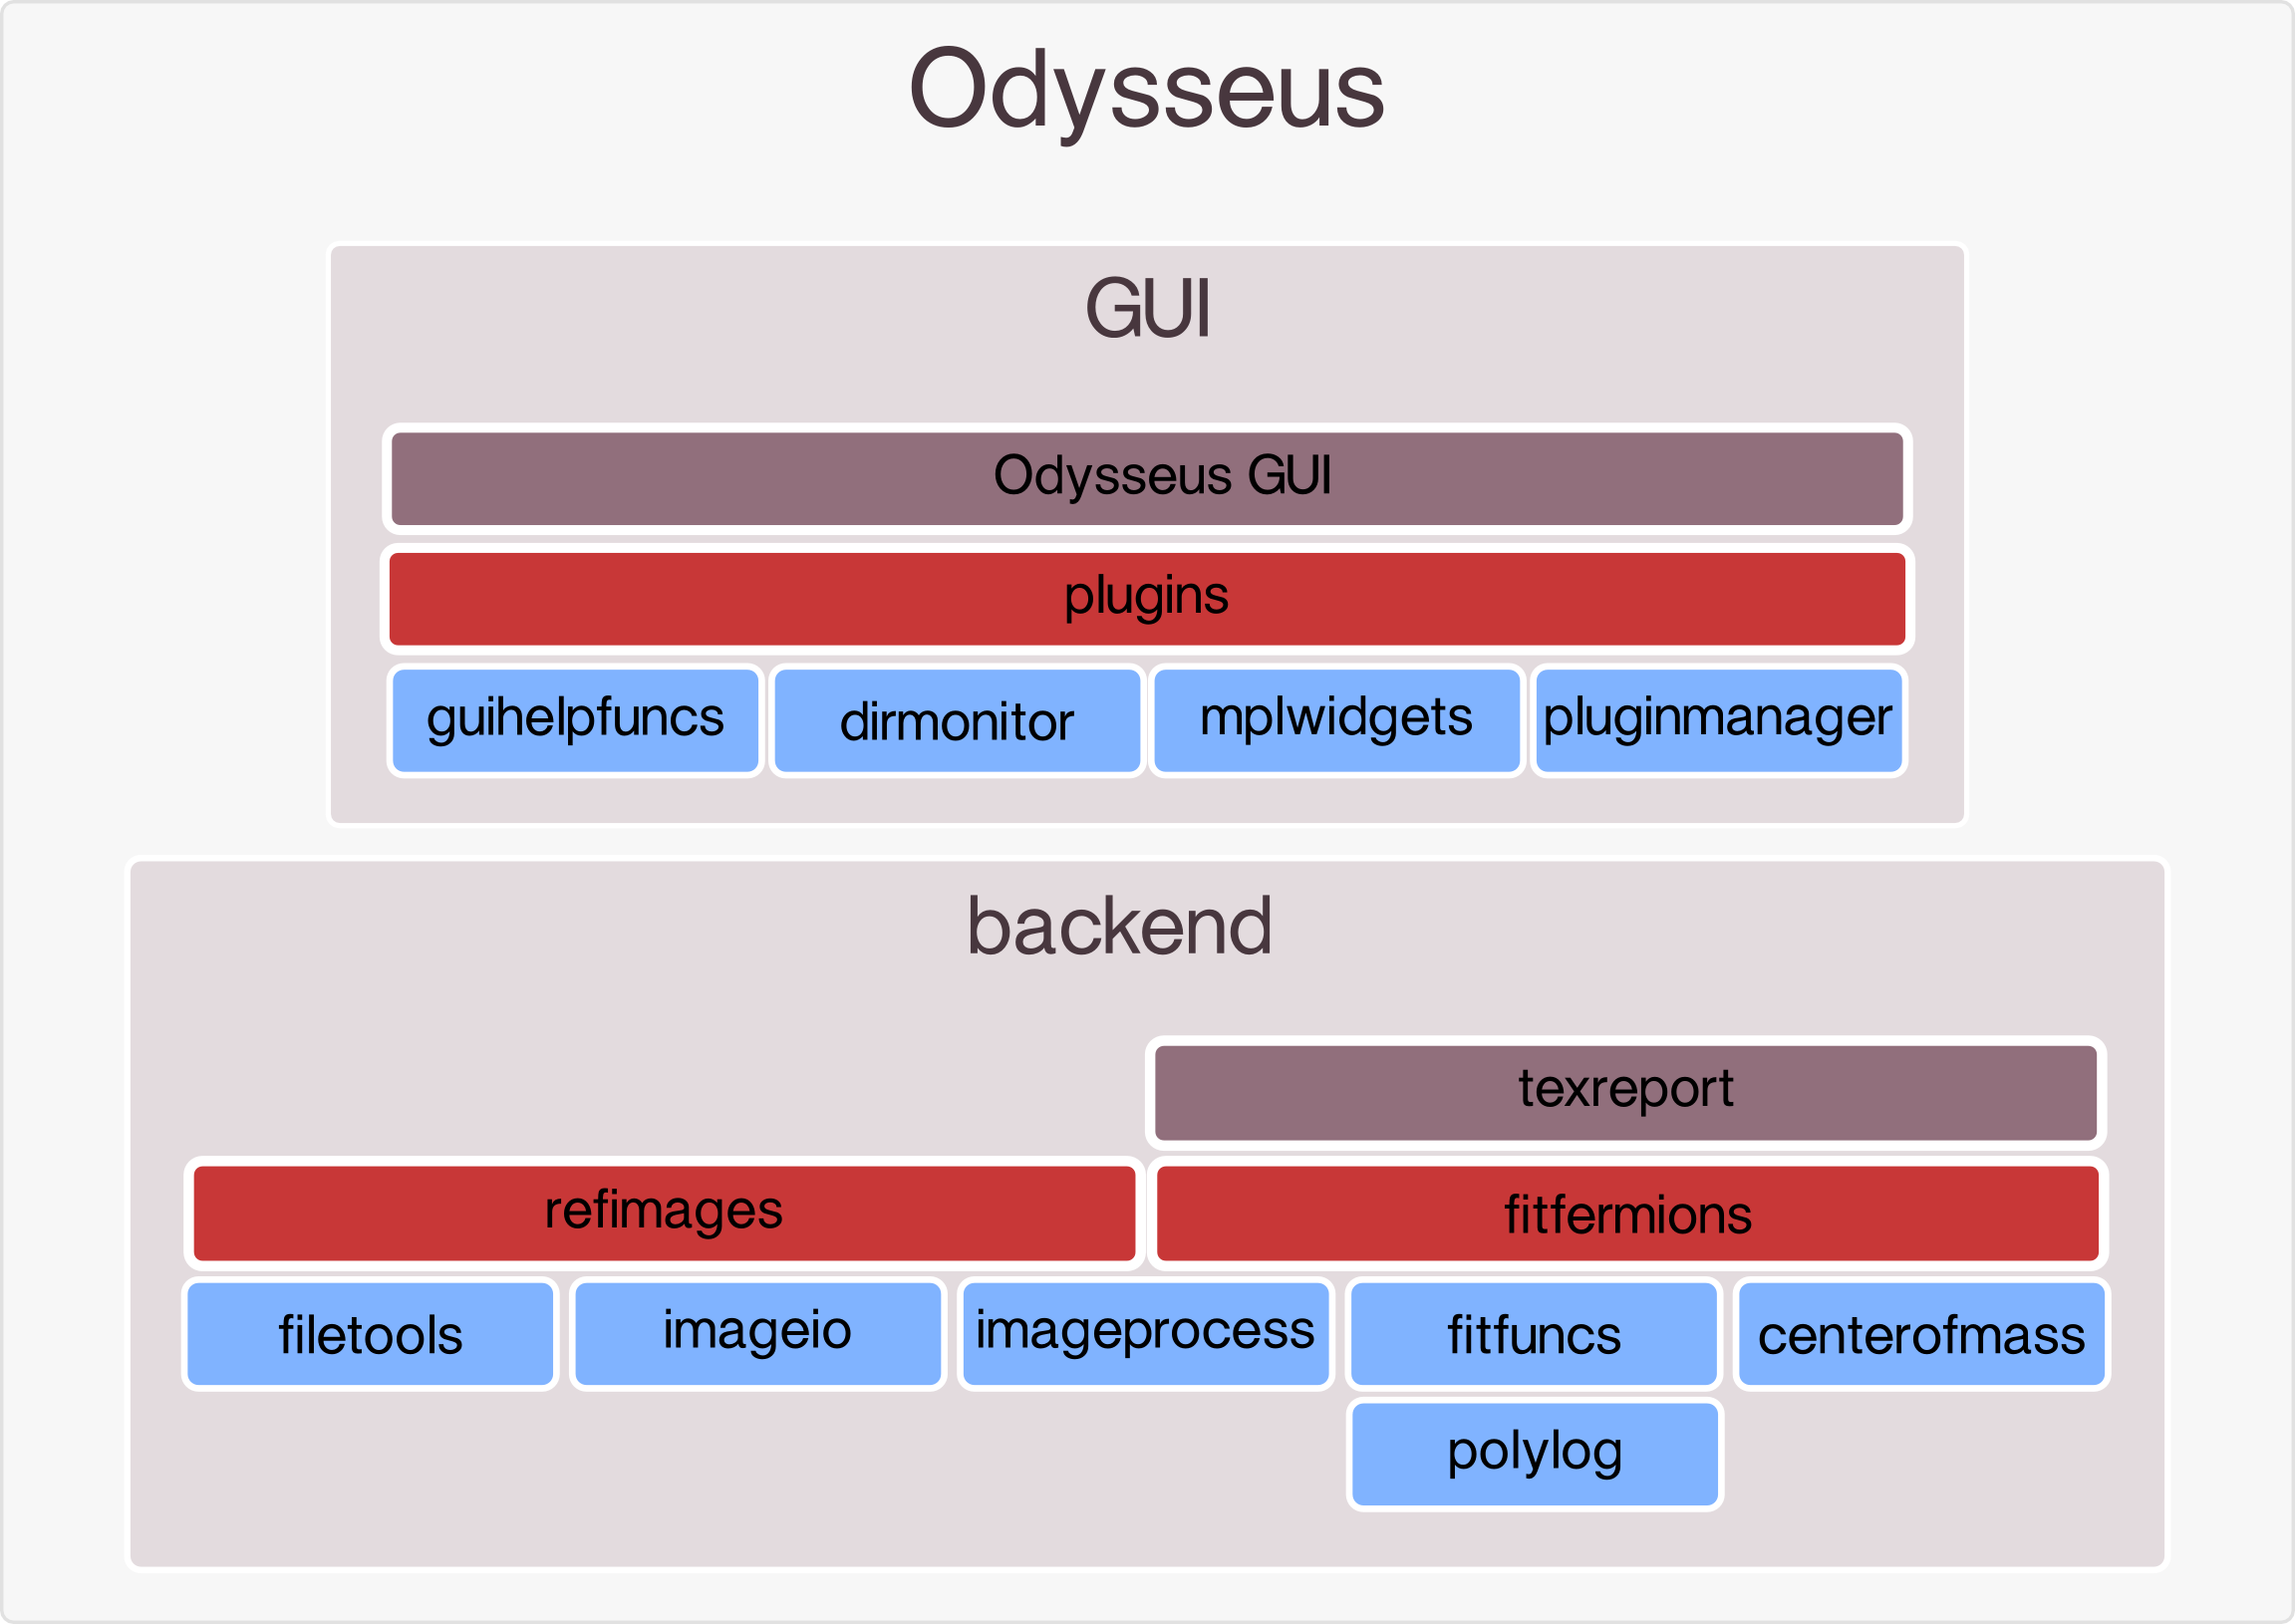 Odysseus
GUI
Odysseus GUI
plugins
guihelpfuncs dirmonitor mplwidgets pluginmanager
backend
texreport
refimages fitfermions
filetools imageio imageprocess fitfuncs centerofmass
polylog